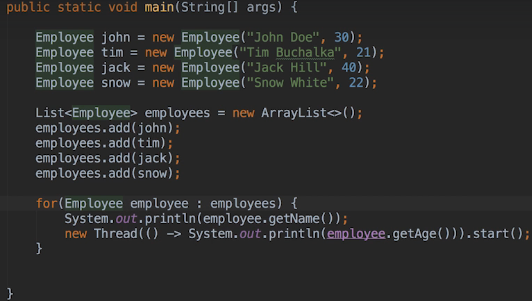 public static void main(String[] args) {
Employee john = new Employee("John Doe", 30);
Employee tim = new Employee("Tim Buchalka", 21);
Employee jack = new Employee("Jack Hill", 40);
Employee snow = new Employee("Snow White", 22);
List<Employee> employees = new ArrayList<>();
employees.add(john);
employees.add(tim);
employees.add(jack);
employees.add(snow);
for(Employee employee : employees) {
System.out.println(employee.getName());
new Thread(() -> System.out.println(employee.getAge())).start();
}
}